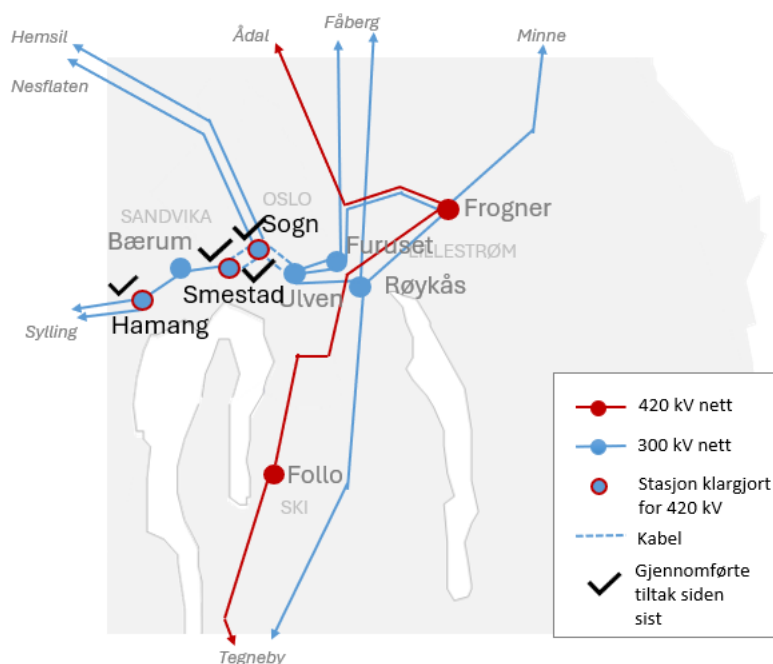 Fåberg
Hemsil
Ådal
Minne
Nesflaten
OSLO
SANDVIKA
Sogn
Frogner
Bærum
Furuset
LILLESTRØM
Smestad
Ulven
Røykås
Hamang
Sylling
Follo
SKI
Tegneby
420 kV nett
300 kV nett
Stasjon klargjort
for 420 kV
Kabel
Gjennomførte
tiltak siden
sist